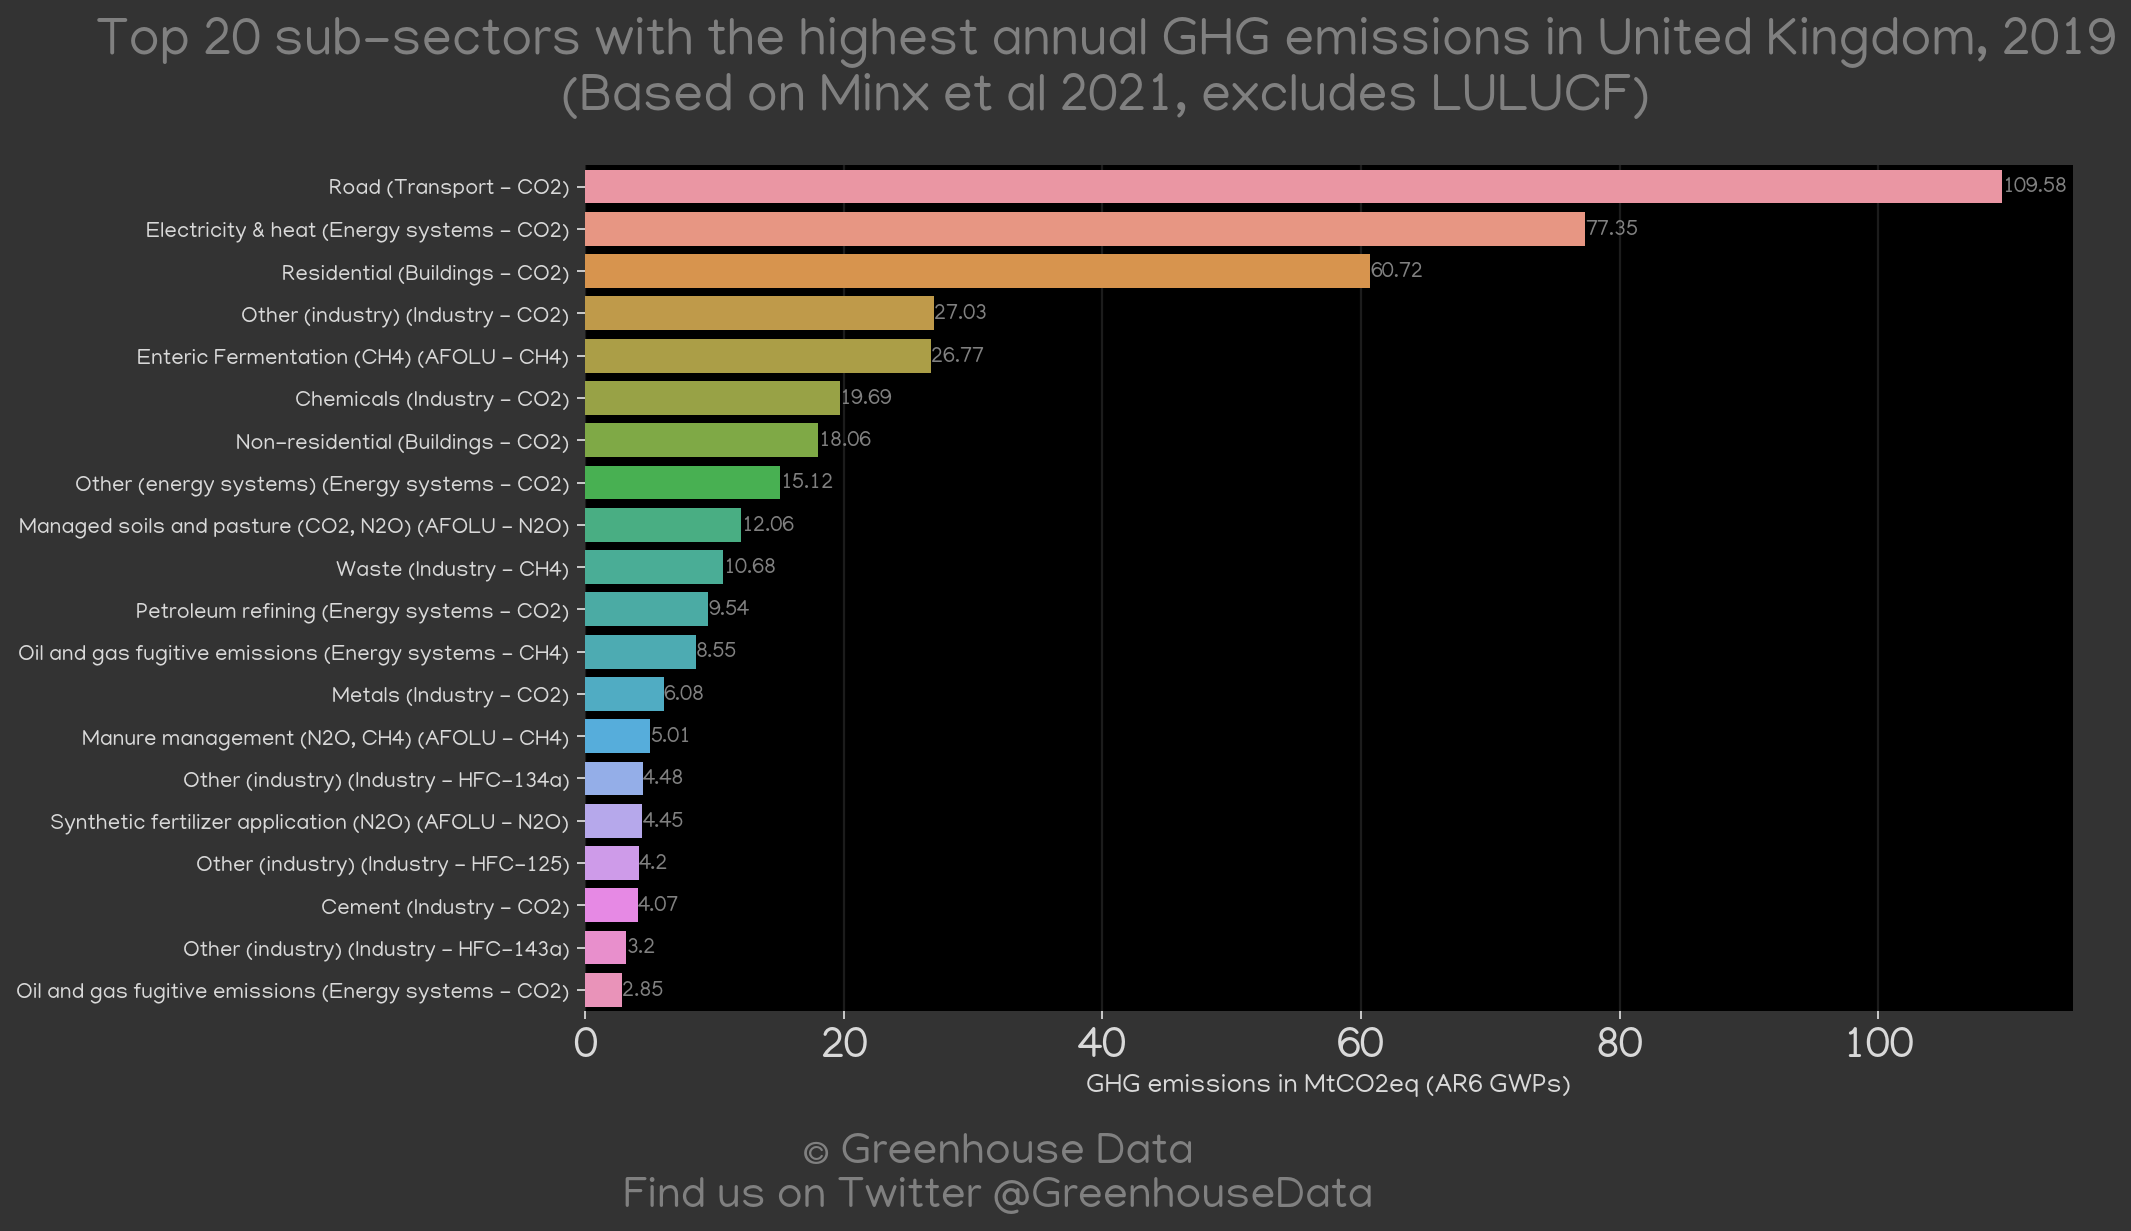 Top 20 sub-sectors with the highest annual GHG emissions in United Kingdom, 2019
(Based on Minx et al 2021, excludes LULUCF)
Road (Transport - CO2) 109.58
Electricity & heat (Energy systems - CO2) 77.35
Residential (Buildings - CO2) 60.72
Other (industry) (Industry - CO2) 27.03
Enteric Fermentation (CH4) (AFOLU - CH4) 26.77
Chemicals (Industry - CO2) 19.69
Non-residential (Buildings - CO2) 18.06
Other (energy systems) (Energy systems - CO2) 15.12
Managed soils and pasture (CO2, N2O) (AFOLU - N2O) 12.06
Waste (Industry - CH4) 10.68
Petroleum refining (Energy systems - CO2) 9.54
Oil and gas fugitive emissions (Energy systems - CH4) 8.55
Metals (Industry - CO2) 6.08
Manure management (N2O, CH4) (AFOLU - CH4) 5.01
Other (industry) (Industry - HFC-134a) 4.48
Synthetic fertilizer application (N2O) (AFOLU - N2O) 4.45
Other (industry) (Industry - HFC-125) 4.2
Cement (Industry - CO2) 4.07
Other (industry) (Industry - HFC-143a) 3.2
Oil and gas fugitive emissions (Energy systems - CO2) 2.85
0 20 40 60 80 100
GHG emissions in MtCO2eq (AR6 GWPs)
© Greenhouse Data
Find us on Twitter @GreenhouseData